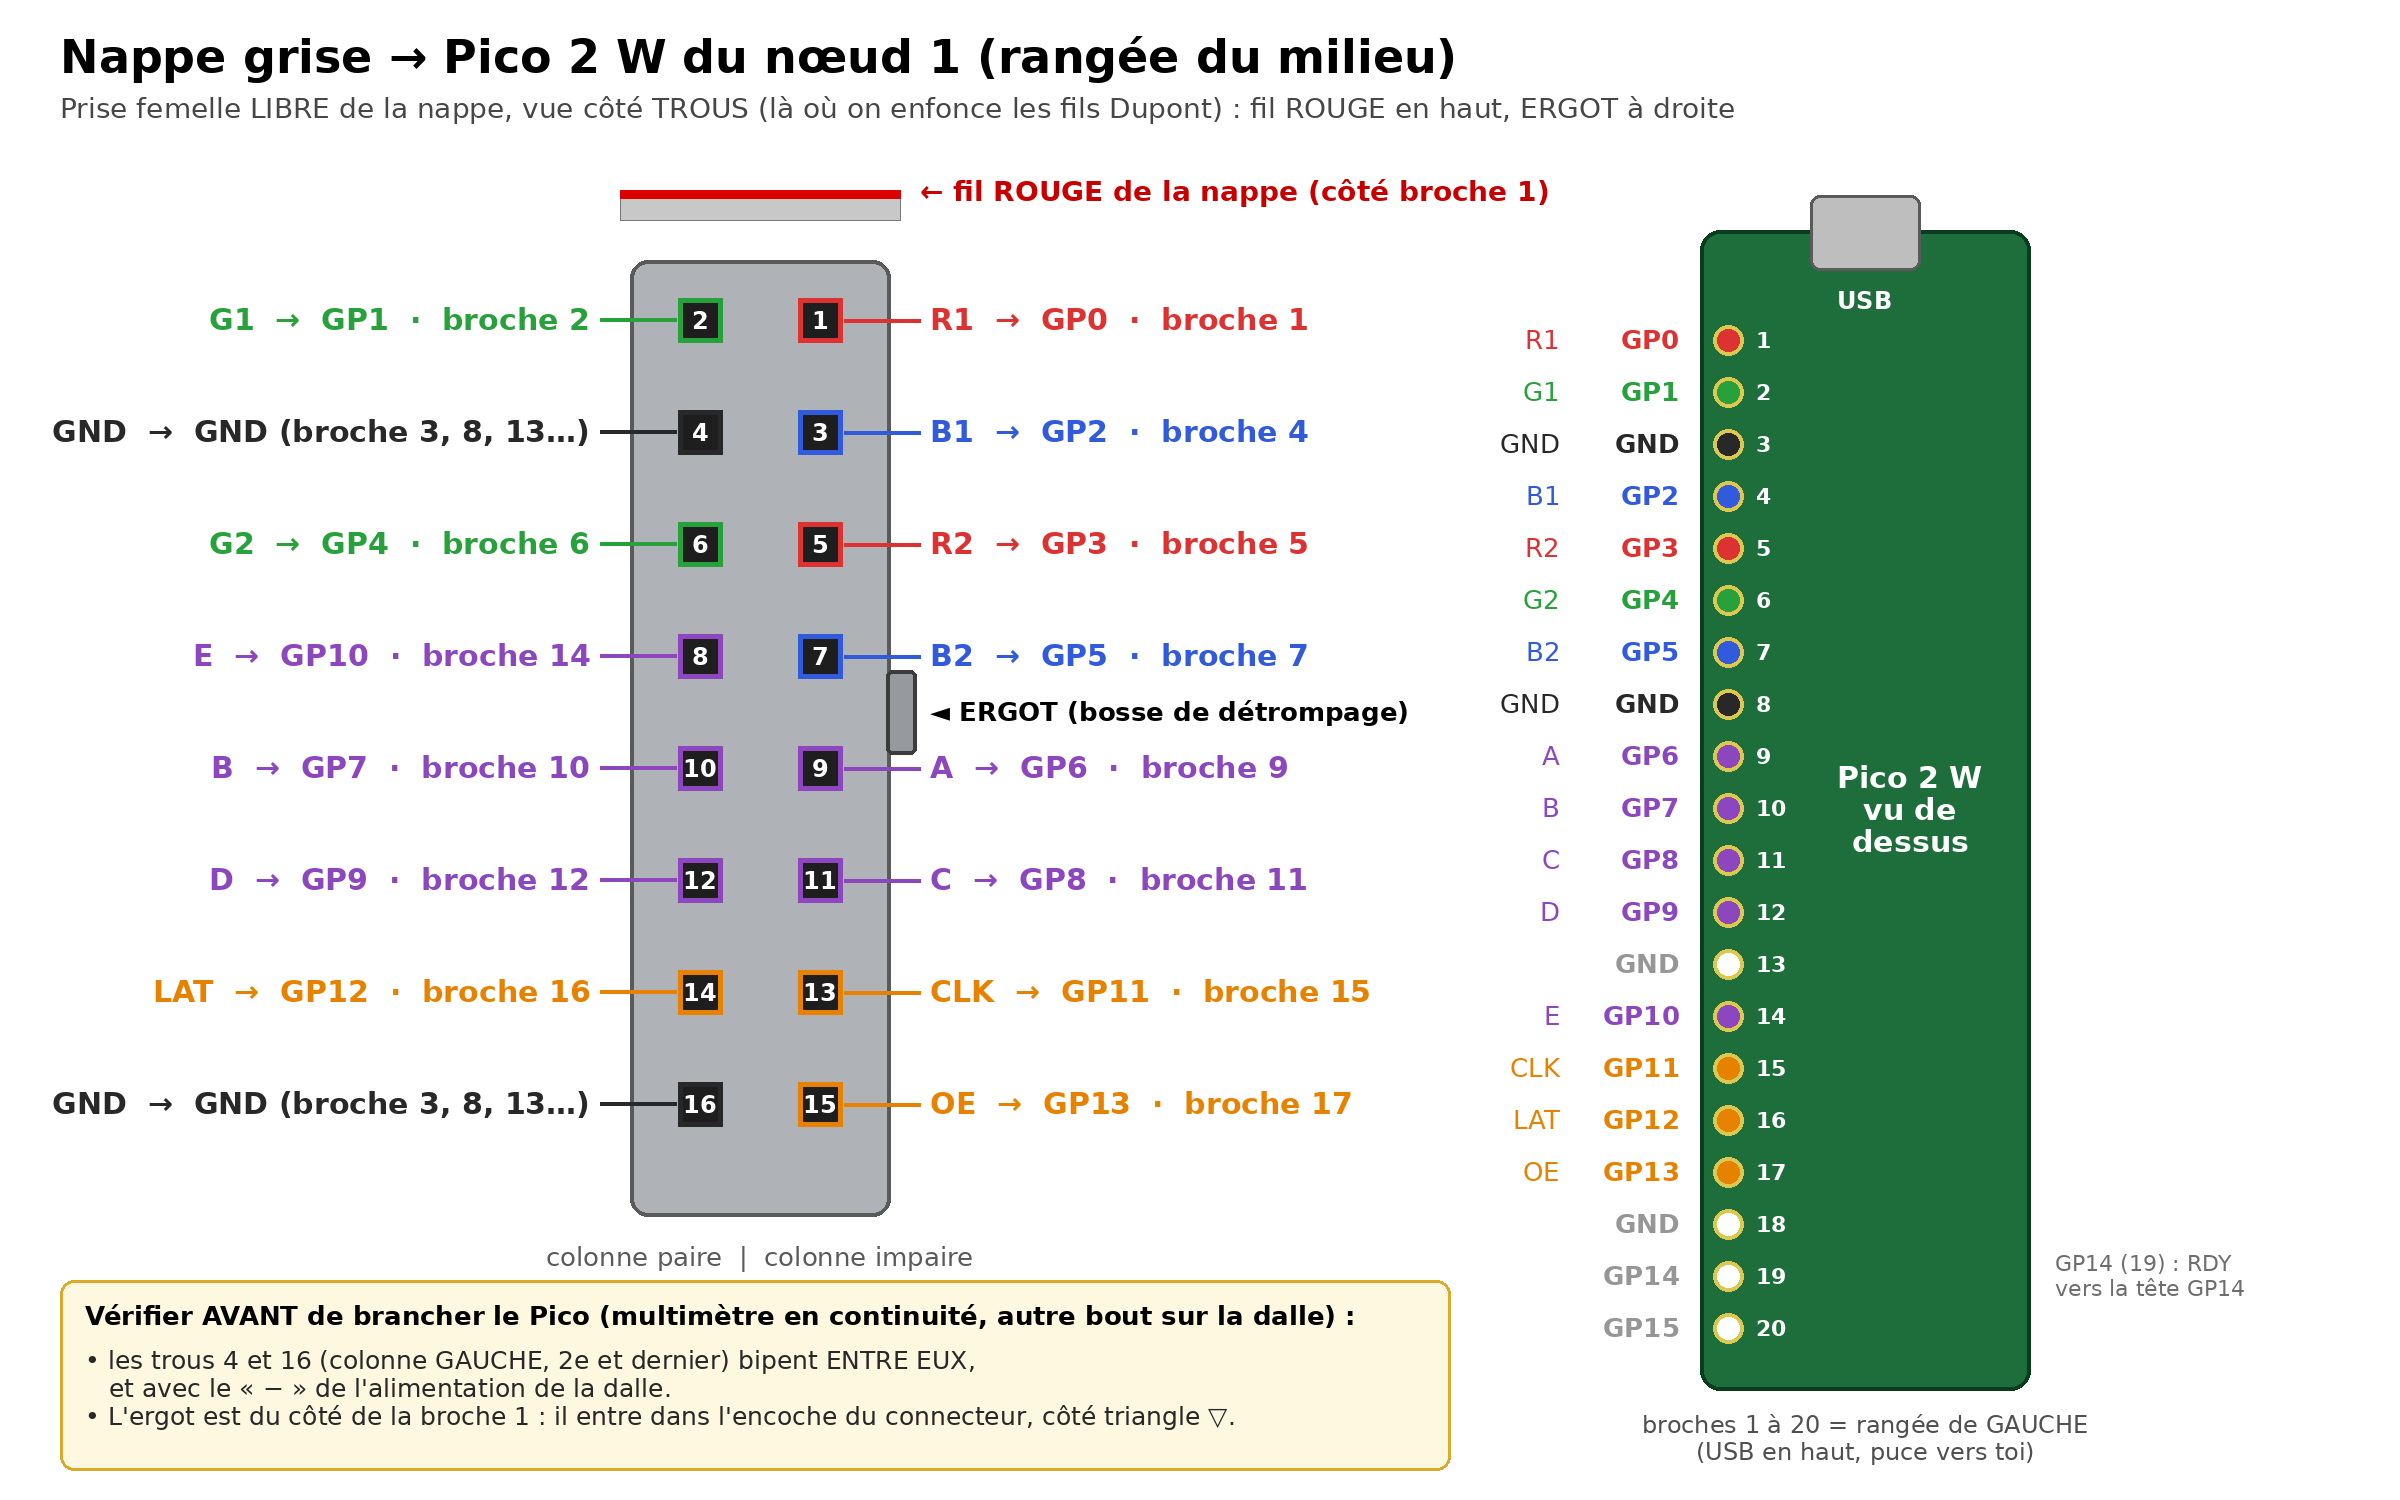 Nappe grise → Pico 2 W du nœud 1 (rangée du milieu)
Prise femelle LIBRE de la nappe, vue côté TROUS (là où on enfonce les fils Dupont) : fil ROUGE en haut, ERGOT à droite
← fil ROUGE de la nappe (côté broche 1)
G1 → GP1 · broche 2
2
1
R1 → GP0 · broche 1
GND → GND (broche 3, 8, 13...)
4
3
B1 → GP2 · broche 4
G2 → GP4 · broche 6
6
5
R2 → GP3 · broche 5
E → GP10 · broche 14
8
7
B2 → GP5 · broche 7
◄ ERGOT (bosse de détrompage)
B → GP7 · broche 10
10
9
A → GP6 · broche 9
D → GP9 · broche 12
12
11
C → GP8 · broche 11
LAT → GP12 · broche 16
14
13
CLK → GP11 · broche 15
GND → GND (broche 3, 8, 13...)
16
15
OE → GP13 · broche 17
colonne paire | colonne impaire
Vérifier AVANT de brancher le Pico (multimètre en continuité, autre bout sur la dalle) :
• les trous 4 et 16 (colonne GAUCHE, 2e et dernier) bipent ENTRE EUX,
et avec le « − » de l'alimentation de la dalle.
• L'ergot est du côté de la broche 1 : il entre dans l'encoche du connecteur, côté triangle ▽.
USB
R1 GP0 1
G1 GP1 2
GND GND 3
B1 GP2 4
R2 GP3 5
G2 GP4 6
B2 GP5 7
GND GND 8
A GP6 9
B GP7 10
C GP8 11
D GP9 12
GND 13
E GP10 14
CLK GP11 15
LAT GP12 16
OE GP13 17
GND 18
GP14 19
GP15 20
Pico 2 W
vu de
dessus
GP14 (19) : RDY
vers la tête GP14
broches 1 à 20 = rangée de GAUCHE
(USB en haut, puce vers toi)